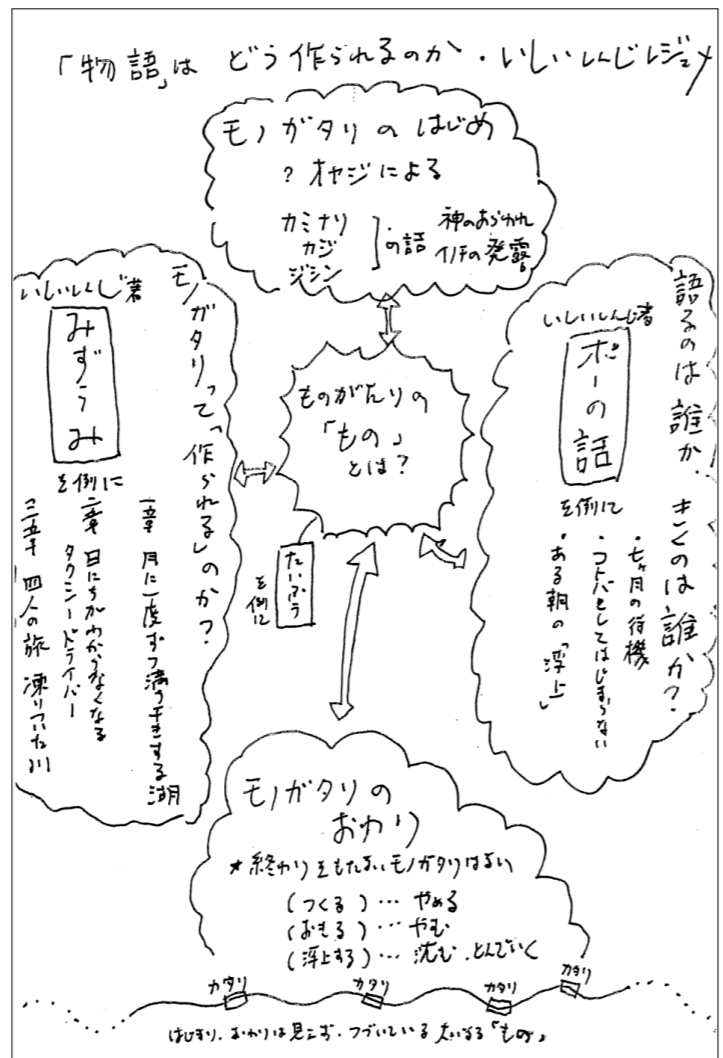 「物語」は どう作られるのか・いしいしんじレジュメ
モノガタリのはじめ
? オヤジによる
カミナリ
カジ
ジシン
の話
神のあらわれ
イノチの発露
語るのは誰か。きくのは誰か?
いしいしんじ著
ポーの話
を例に
・七ヶ月の待機
・コトバとしてはじまらない
・ある朝の「浮上」
ものがたりの
「もの」
とは?
たいふう
を例に
モノガタリって「作られる」のか?
いしいしんじ著
みずうみ
を例に
一章 月に一度ずつ満ち干きする湖
二章 日にちがわからなくなる
タクシードライバー
三章 四人の旅 凍りついた川
モノガタリの
おわり
*終わりをもたないモノガタリはない
(つくる)… やめる
(おきる)… やむ
(浮上する)… 沈む、とんでいく
カタリ
カタリ
カタリ
カタリ
はじまり、おわりは見えず、つづいている 大いなる「もの」